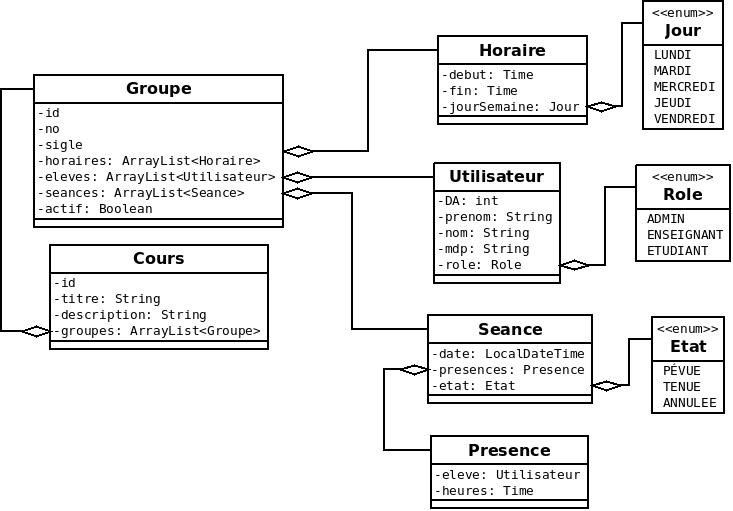 Groupe
-id
-no
-sigle
-horaires: ArrayList<Horaire>
-eleves: ArrayList<Utilisateur>
-seances: ArrayList<Seance>
-actif: Boolean
Cours
-id
-titre: String
-description: String
-groupes: ArrayList<Groupe>
Horaire
-debut: Time
-fin: Time
-jourSemaine: Jour
<<enum>>
Jour
LUNDI
MARDI
MERCREDI
JEUDI
VENDREDI
Utilisateur
-DA: int
-prenom: String
-nom: String
-mdp: String
-role: Role
<<enum>>
Role
ADMIN
ENSEIGNANT
ETUDIANT
Seance
-date: LocalDateTime
-presences: Presence
-etat: Etat
<<enum>>
Etat
PÉVUE
TENUE
ANNULEE
Presence
-eleve: Utilisateur
-heures: Time